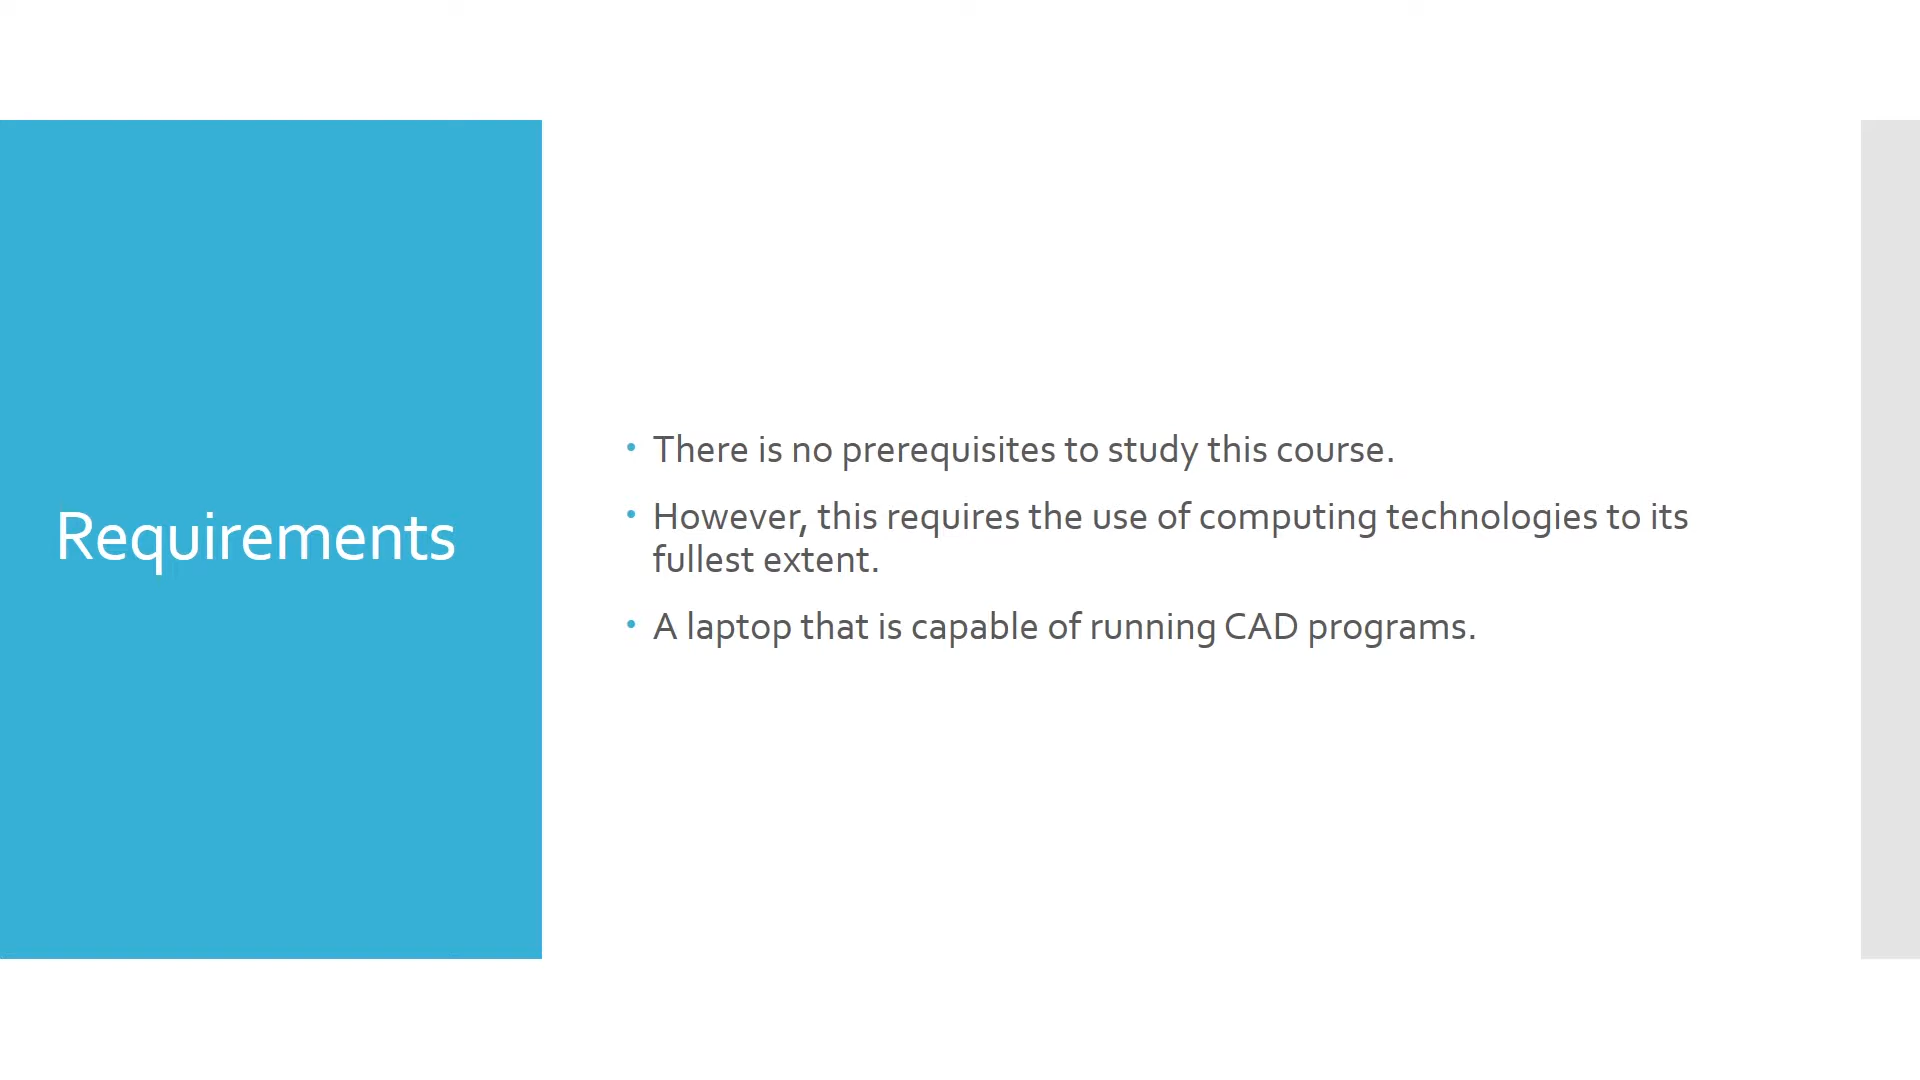 Requirements
• There is no prerequisites to study this course.
• However, this requires the use of computing technologies to its
fullest extent.
• A laptop that is capable of running CAD programs.